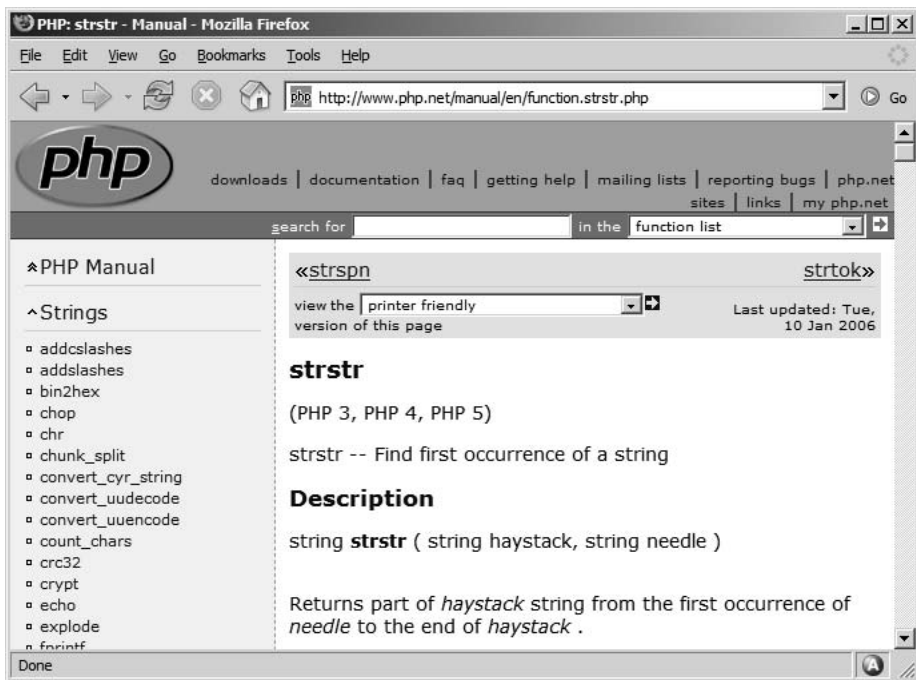 PHP: strstr - Manual - Mozilla Firefox
File Edit View Go Bookmarks Tools Help
php http://www.php.net/manual/en/function.strstr.php Go
php
downloads | documentation | faq | getting help | mailing lists | reporting bugs | php.net
sites | links | my php.net
search for in the function list
PHP Manual
Strings
addcslashes
addslashes
bin2hex
chop
chr
chunk_split
convert_cyr_string
convert_uudecode
convert_uuencode
count_chars
crc32
crypt
echo
explode
fprintf
«strspn strtok»
view the printer friendly
version of this page
Last updated: Tue,
10 Jan 2006
strstr
(PHP 3, PHP 4, PHP 5)
strstr -- Find first occurrence of a string
Description
string strstr ( string haystack, string needle )
Returns part of haystack string from the first occurrence of
needle to the end of haystack .
Done
A